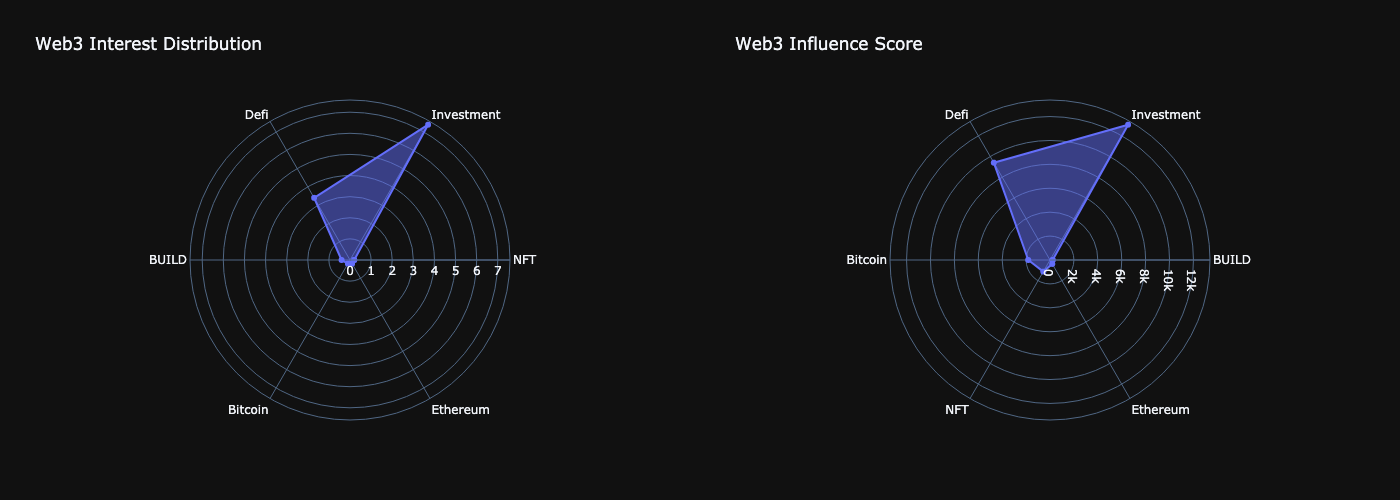 Web3 Interest Distribution
Defi
Investment
BUILD
NFT
0 1 2 3 4 5 6 7
Bitcoin
Ethereum
Web3 Influence Score
Defi
Investment
Bitcoin
BUILD
0 2k 4k 6k 8k 10k 12k
NFT
Ethereum